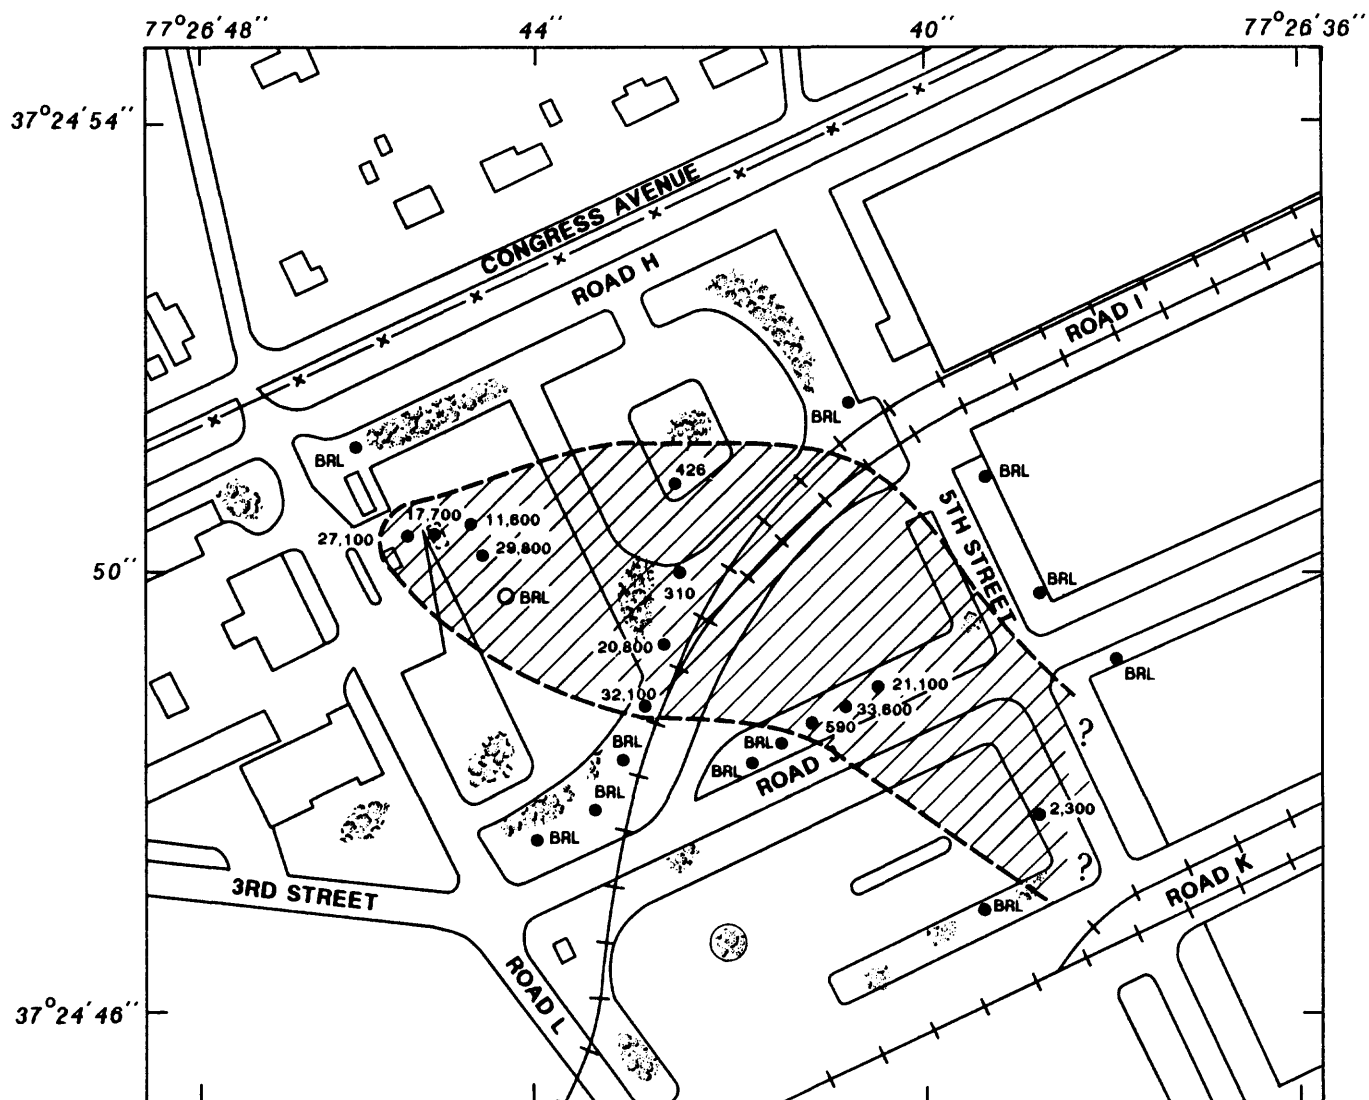 77°26'48"
44"
40"
77°26'36"
37°24'54"
CONGRESS AVENUE
ROAD H
ROAD I
BRL
BRL
426
BRL
17,700
11,600
5TH STREET
27,100
29,800
50"
BRL
BRL
310
20,800
BRL
21,100
32,100
33,600
590
?
BRL
BRL
BRL
ROAD J
BRL
2,300
BRL
?
ROAD K
3RD STREET
BRL
ROAD L
37°24'46"